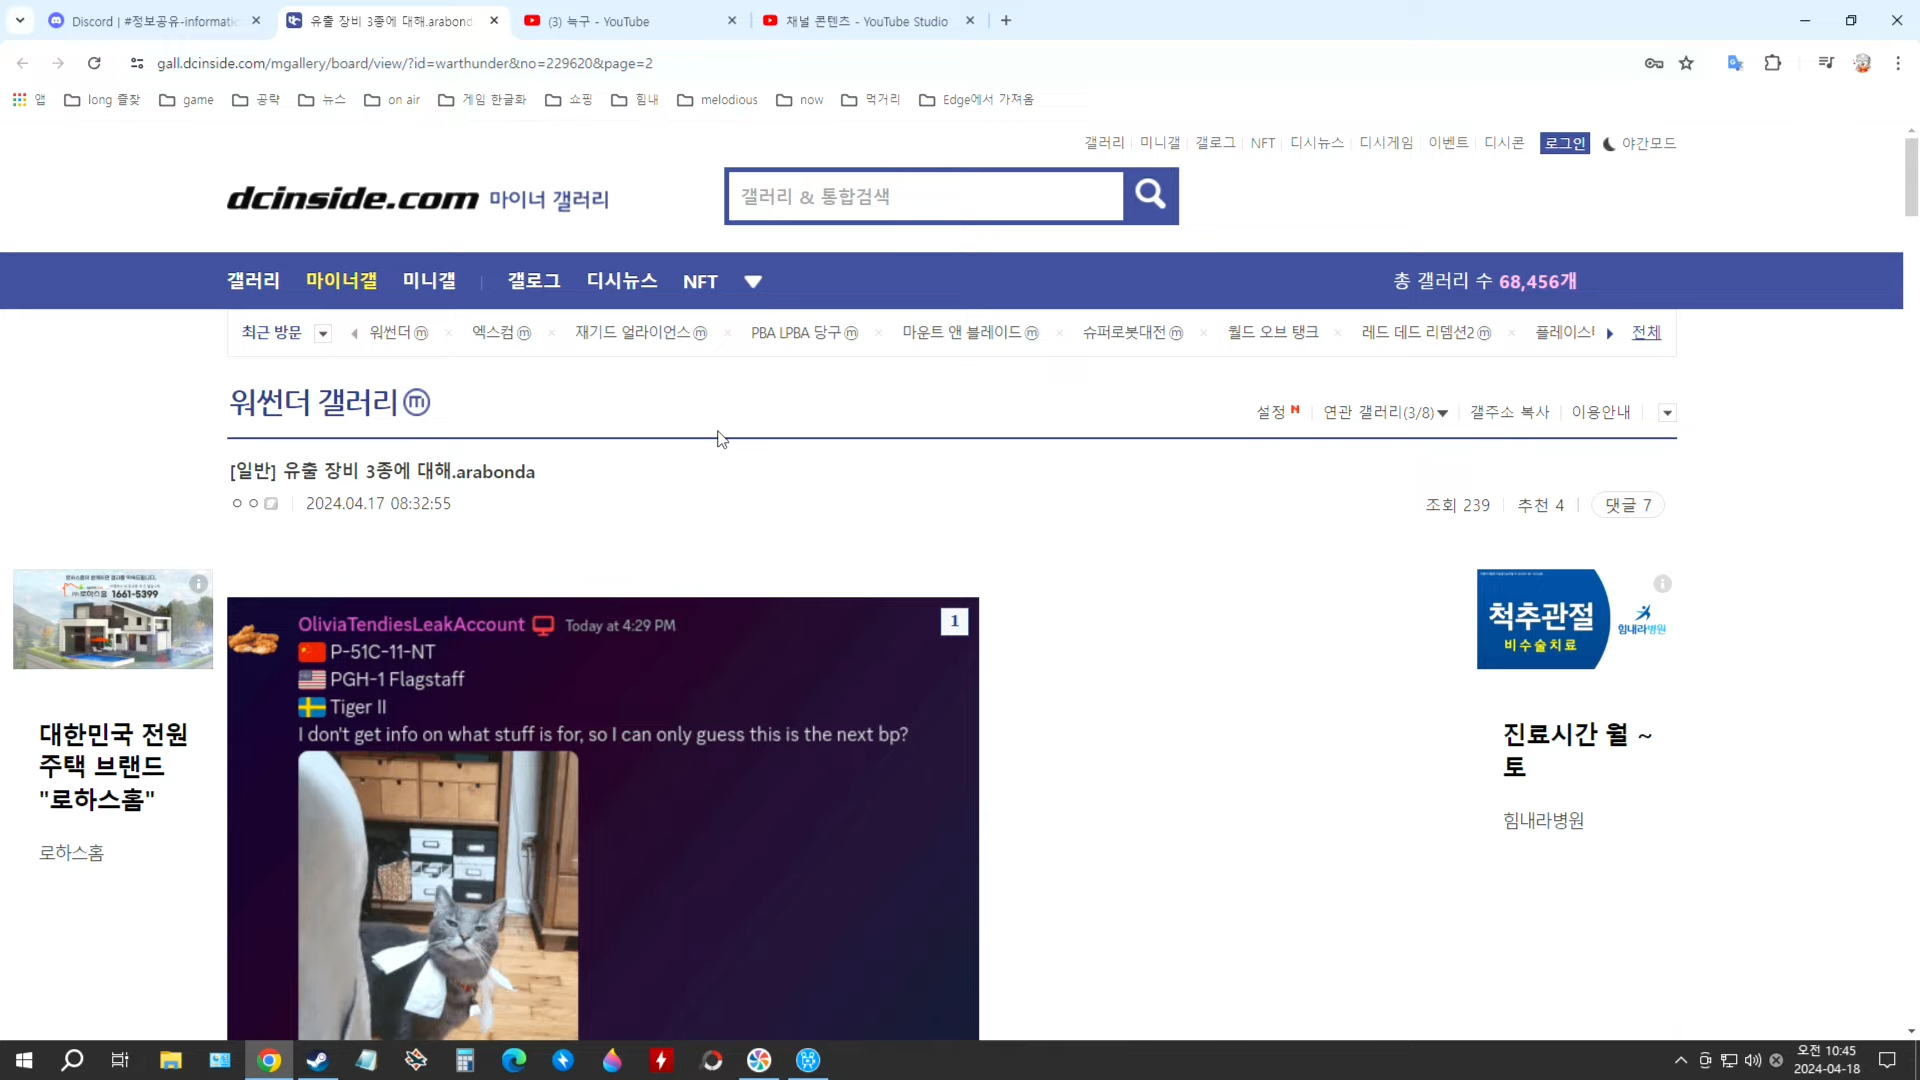 Discord | #정보공유-informatio
유출 장비 3종에 대해.arabond
(3) 늑구 - YouTube
채널 콘텐츠 - YouTube Studio
gall.dcinside.com/mgallery/board/view/?id=warthunder&no=229620&page=2
앱 long 즐찾 game 공략 뉴스 on air 게임 한글화 쇼핑 힘내 melodious now 먹거리 Edge에서 가져옴
갤러리 미니갤 갤로그 NFT 디시뉴스 디시게임 이벤트 디시콘 로그인 야간모드
dcinside.com 마이너 갤러리
갤러리 & 통합검색
갤러리 마이너갤 미니갤 | 갤로그 디시뉴스 NFT
총 갤러리 수 68,456개
최근 방문 워썬더ⓜ 엑스컴ⓜ 재기드 얼라이언스ⓜ PBA LPBA 당구ⓜ 마운트 앤 블레이드ⓜ 슈퍼로봇대전ⓜ 월드 오브 탱크 레드 데드 리뎀션2ⓜ 플레이스 전체
워썬더 갤러리ⓜ
설정 N 연관 갤러리(3/8) 갤주소 복사 이용안내
[일반] 유출 장비 3종에 대해.arabonda
ㅇㅇ 2024.04.17 08:32:55
조회 239 추천 4 댓글 7
1661-5399
대한민국 전원
주택 브랜드
"로하스홈"
로하스홈
OliviaTendiesLeakAccount Today at 4:29 PM
1
P-51C-11-NT
PGH-1 Flagstaff
Tiger II
I don't get info on what stuff is for, so I can only guess this is the next bp?
척추관절
비수술치료
힘내라병원
진료시간 월 ~
토
힘내라병원
오전 10:45
2024-04-18